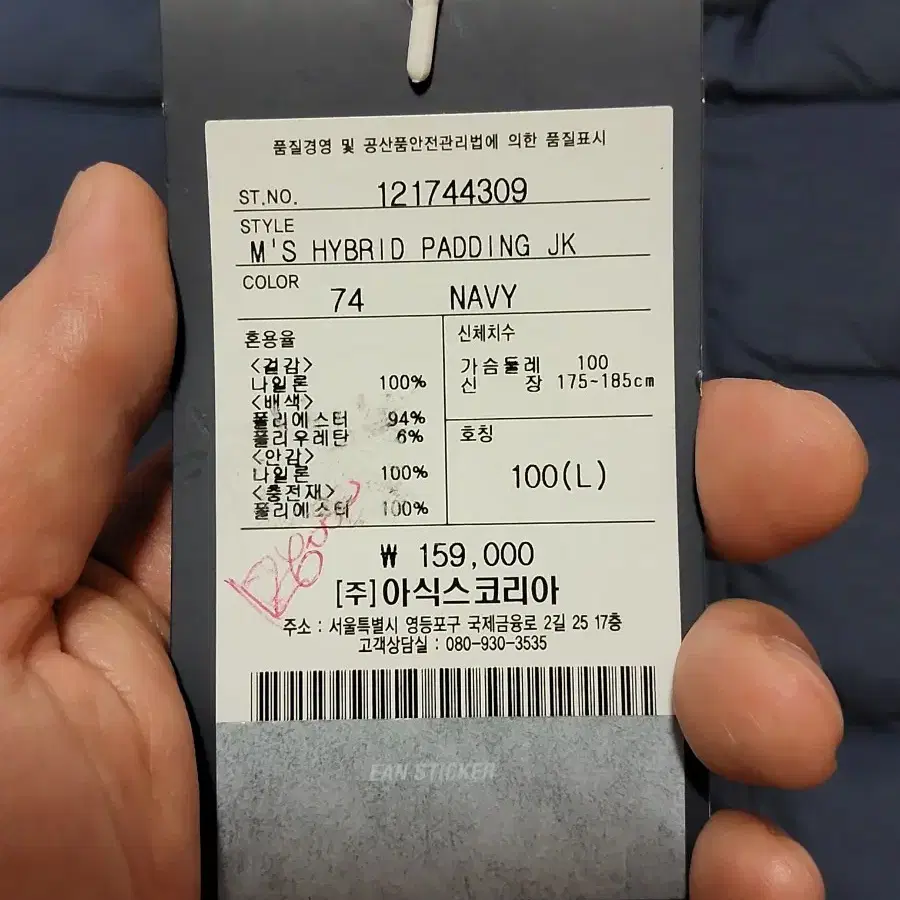 품질경영 및 공산품안전관리법에 의한 품질표시
ST.NO. 121744309
STYLE
M'S HYBRID PADDING JK
COLOR
74 NAVY
혼용율
<겉감>
나일론 100%
<배색>
폴리에스터 94%
폴리우레탄 6%
<안감>
나일론 100%
<충전재>
폴리에스터 100%
신체치수
가슴둘레 100
신 장 175~185cm
호칭
100(L)
₩ 159,000
[주]아식스코리아
주소 : 서울특별시 영등포구 국제금융로 2길 25 17층
고객상담실 : 080-930-3535
EAN STICKER